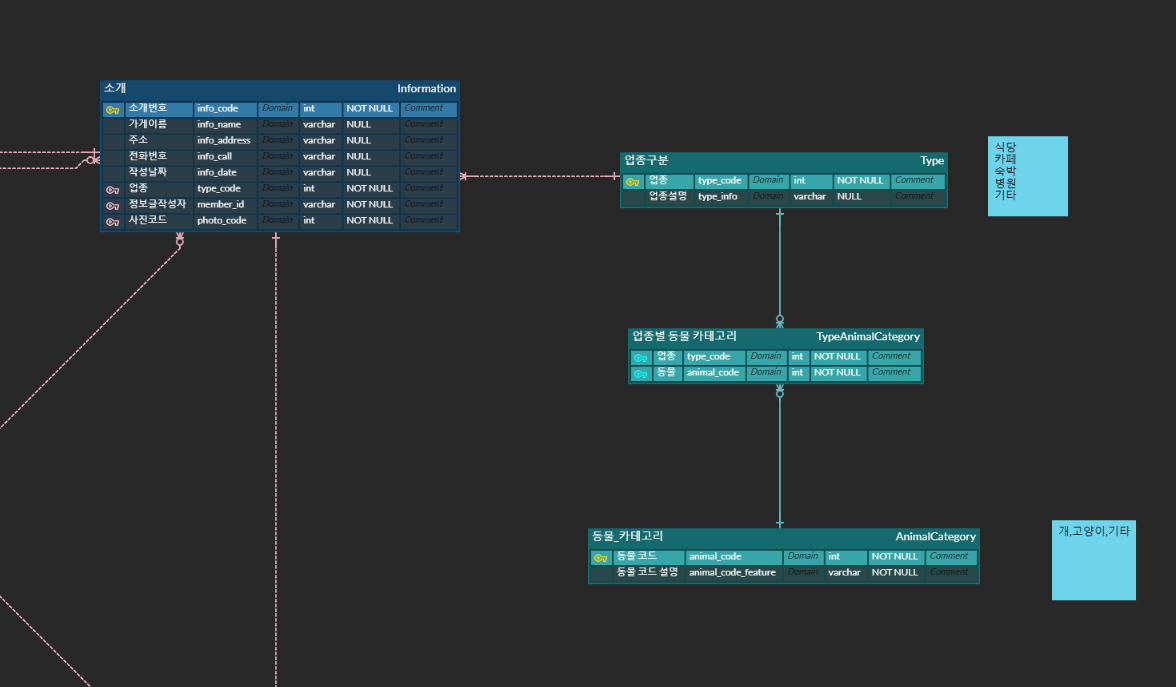 소개 Information
소개번호 info_code Domain int NOT NULL Comment
가게이름 info_name Domain varchar NULL Comment
주소 info_address Domain varchar NULL Comment
전화번호 info_call Domain varchar NULL Comment
작성날짜 info_date Domain varchar NULL Comment
업종 type_code Domain int NOT NULL Comment
정보글작성자 member_id Domain varchar NOT NULL Comment
사진코드 photo_code Domain int NOT NULL Comment
업종구분 Type
업종 type_code Domain int NOT NULL Comment
업종설명 type_info Domain varchar NULL Comment
식당
카페
숙박
병원
기타
업종별 동물 카테고리 TypeAnimalCategory
업종 type_code Domain int NOT NULL Comment
동물 animal_code Domain int NOT NULL Comment
동물_카테고리 AnimalCategory
동물 코드 animal_code Domain int NOT NULL Comment
동물 코드 설명 animal_code_feature Domain varchar NOT NULL Comment
개,고양이,기타